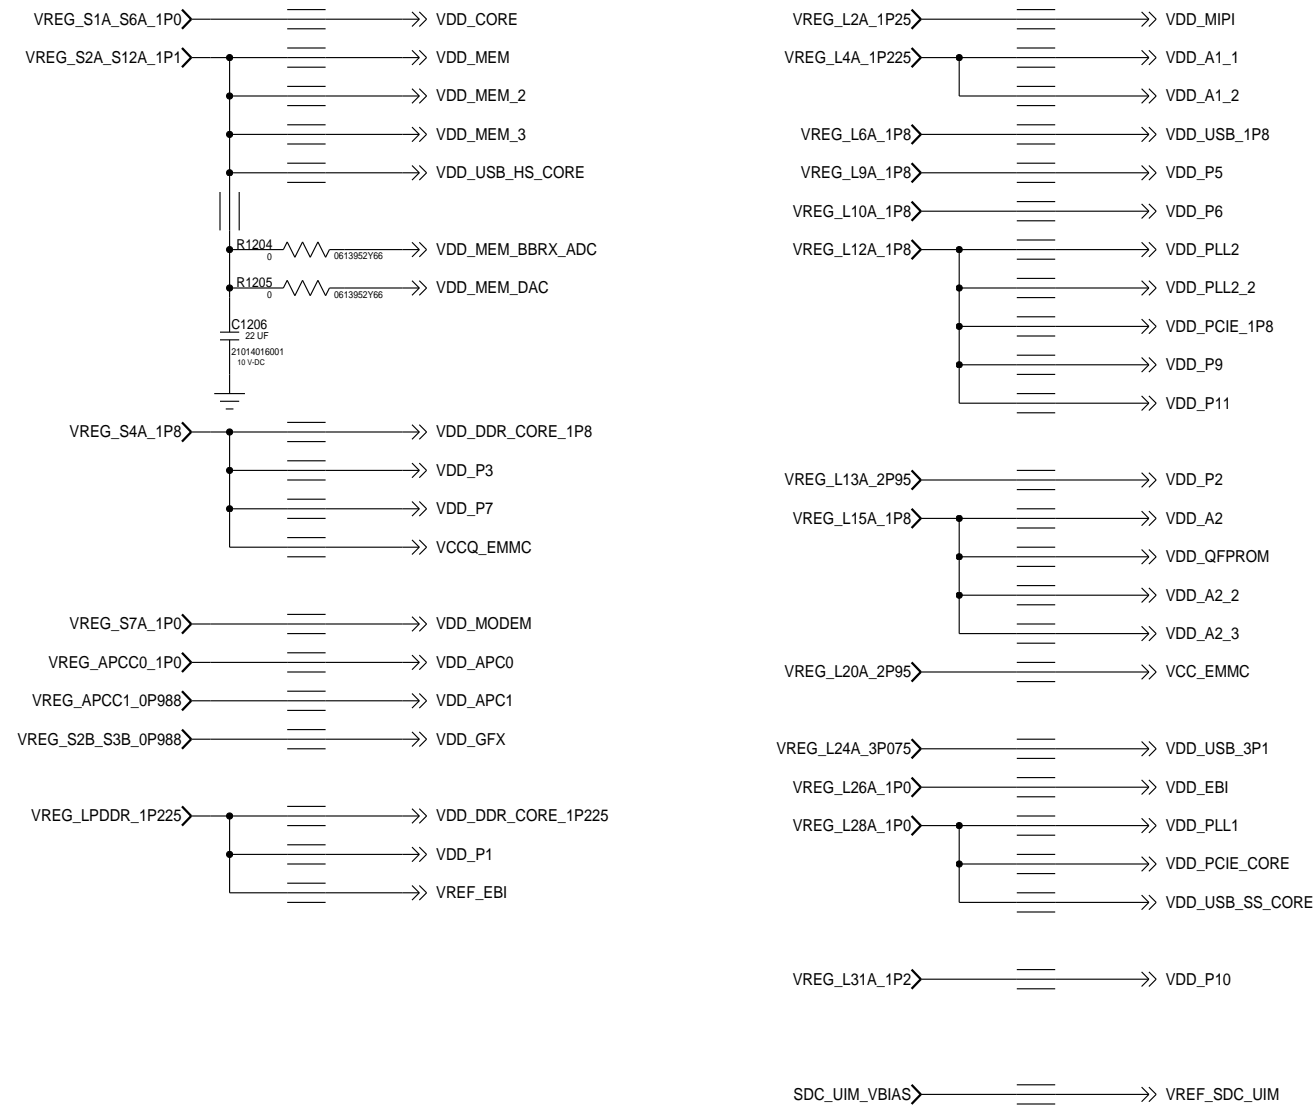 VREG_S1A_S6A_1P0
VDD_CORE
VREG_S2A_S12A_1P1
VDD_MEM
VDD_MEM_2
VDD_MEM_3
VDD_USB_HS_CORE
R1204
0
0613952Y66
VDD_MEM_BBRX_ADC
R1205
0
0613952Y66
VDD_MEM_DAC
C1206
22 UF
21014016001
10 V-DC
VREG_S4A_1P8
VDD_DDR_CORE_1P8
VDD_P3
VDD_P7
VCCQ_EMMC
VREG_S7A_1P0
VDD_MODEM
VREG_APCC0_1P0
VDD_APC0
VREG_APCC1_0P988
VDD_APC1
VREG_S2B_S3B_0P988
VDD_GFX
VREG_LPDDR_1P225
VDD_DDR_CORE_1P225
VDD_P1
VREF_EBI
VREG_L2A_1P25
VDD_MIPI
VREG_L4A_1P225
VDD_A1_1
VDD_A1_2
VREG_L6A_1P8
VDD_USB_1P8
VREG_L9A_1P8
VDD_P5
VREG_L10A_1P8
VDD_P6
VREG_L12A_1P8
VDD_PLL2
VDD_PLL2_2
VDD_PCIE_1P8
VDD_P9
VDD_P11
VREG_L13A_2P95
VDD_P2
VREG_L15A_1P8
VDD_A2
VDD_QFPROM
VDD_A2_2
VDD_A2_3
VREG_L20A_2P95
VCC_EMMC
VREG_L24A_3P075
VDD_USB_3P1
VREG_L26A_1P0
VDD_EBI
VREG_L28A_1P0
VDD_PLL1
VDD_PCIE_CORE
VDD_USB_SS_CORE
VREG_L31A_1P2
VDD_P10
SDC_UIM_VBIAS
VREF_SDC_UIM